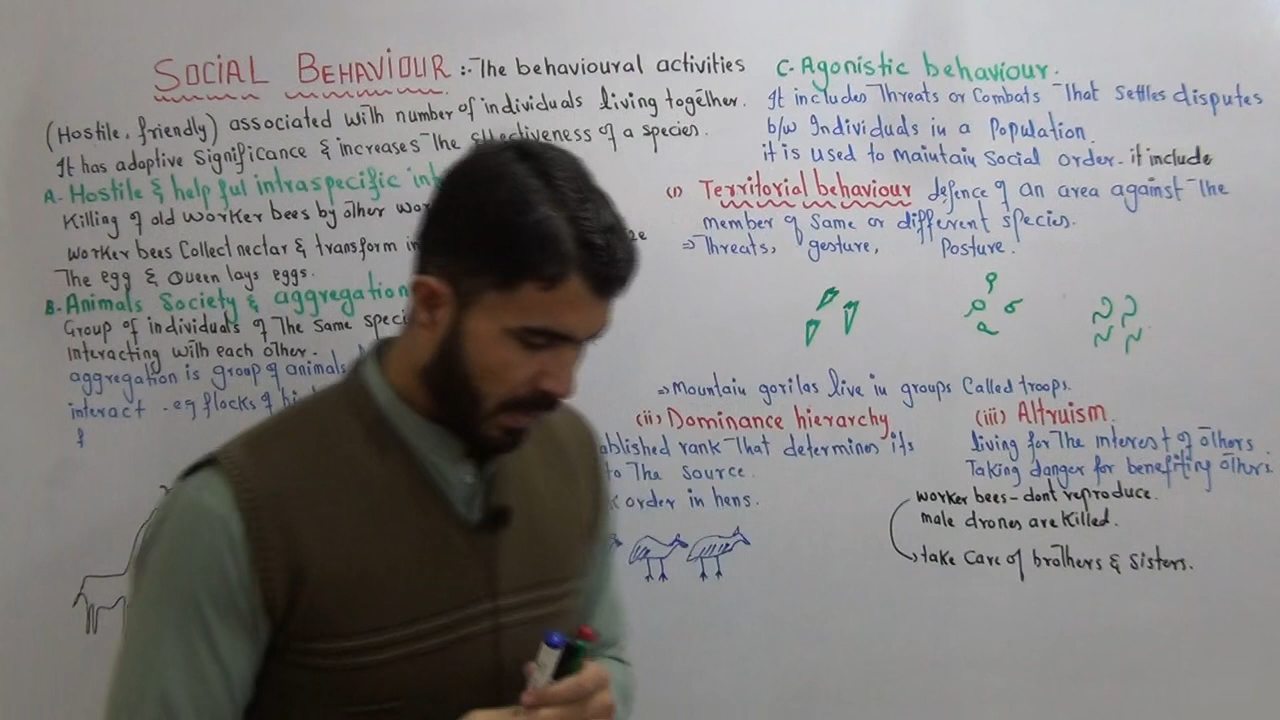 SOCIAL BEHAVIOUR :- The behavioural activities
(Hostile, friendly) associated with number of individuals living together.
It has adoptive significance & increases the effectiveness of a species.
A- Hostile & helpful intraspecific
Killing of old worker bees by other
worker bees collect nectar & transform
The egg & Queen lays eggs.
B- Animals Society & aggregation
Group of individuals of The same
Interacting with each other.
aggregation is group of animals
interact - eg flocks of
&
C- Agonistic behaviour.
It includes Threats or Combats That settles disputes
b/w Individuals in a Population.
it is used to maintain Social order - it include
(i) Territorial behaviour defence of an area against The
member of same or different species.
⇒ Threats, gesture, Posture.
⇒ Mountain gorilas live in groups called troops.
(ii) Dominance hierarchy
rank That determines its
to The source.
order in hens.
(iii) Altruism.
living for The interest of others.
Taking danger for benefiting others.
worker bees - dont reproduce.
male drones are killed.
take care of brothers & sisters.